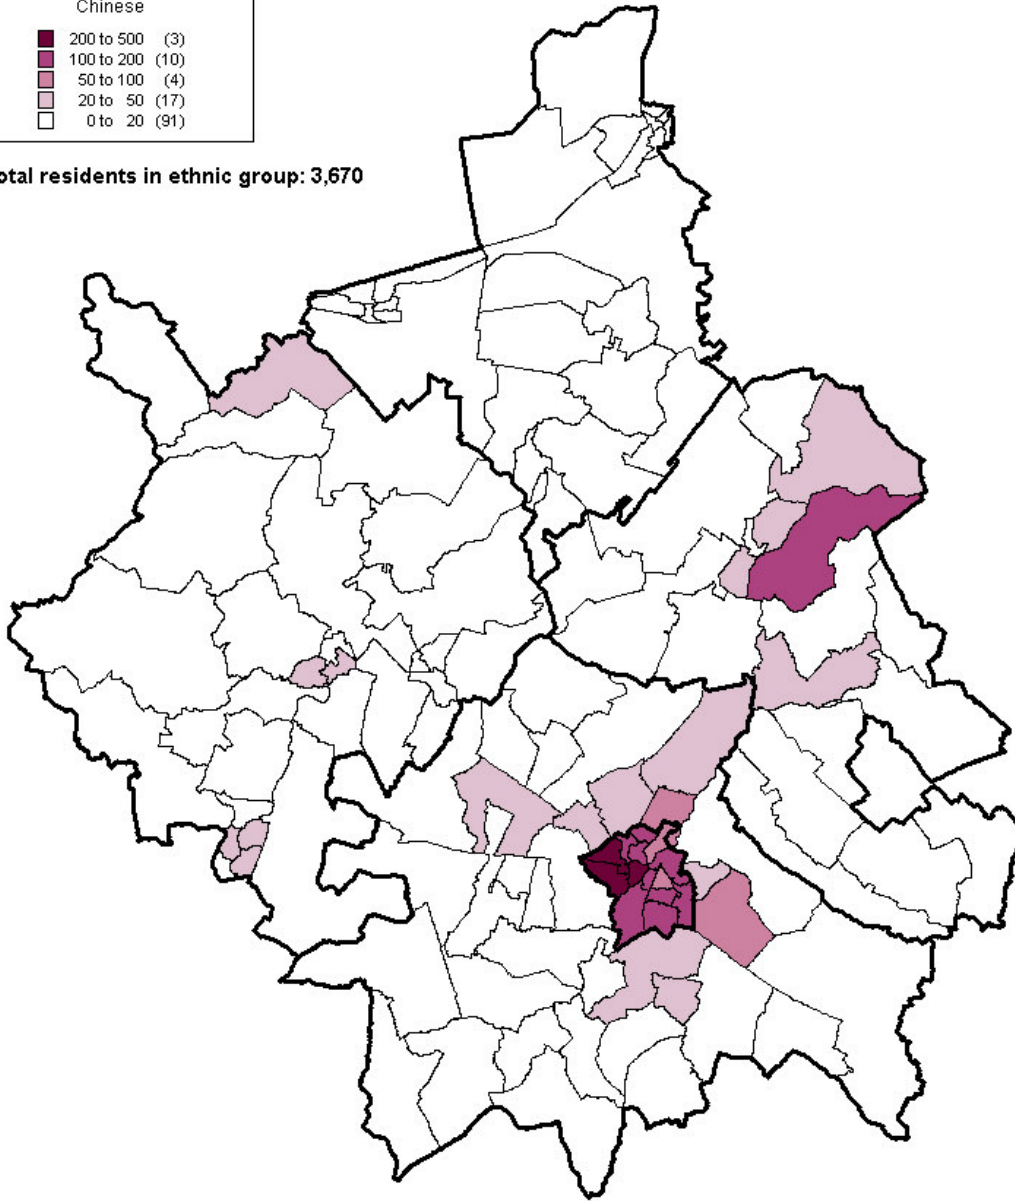 Chinese
200 to 500 (3)
100 to 200 (10)
50 to 100 (4)
20 to 50 (17)
0 to 20 (91)
otal residents in ethnic group: 3,670